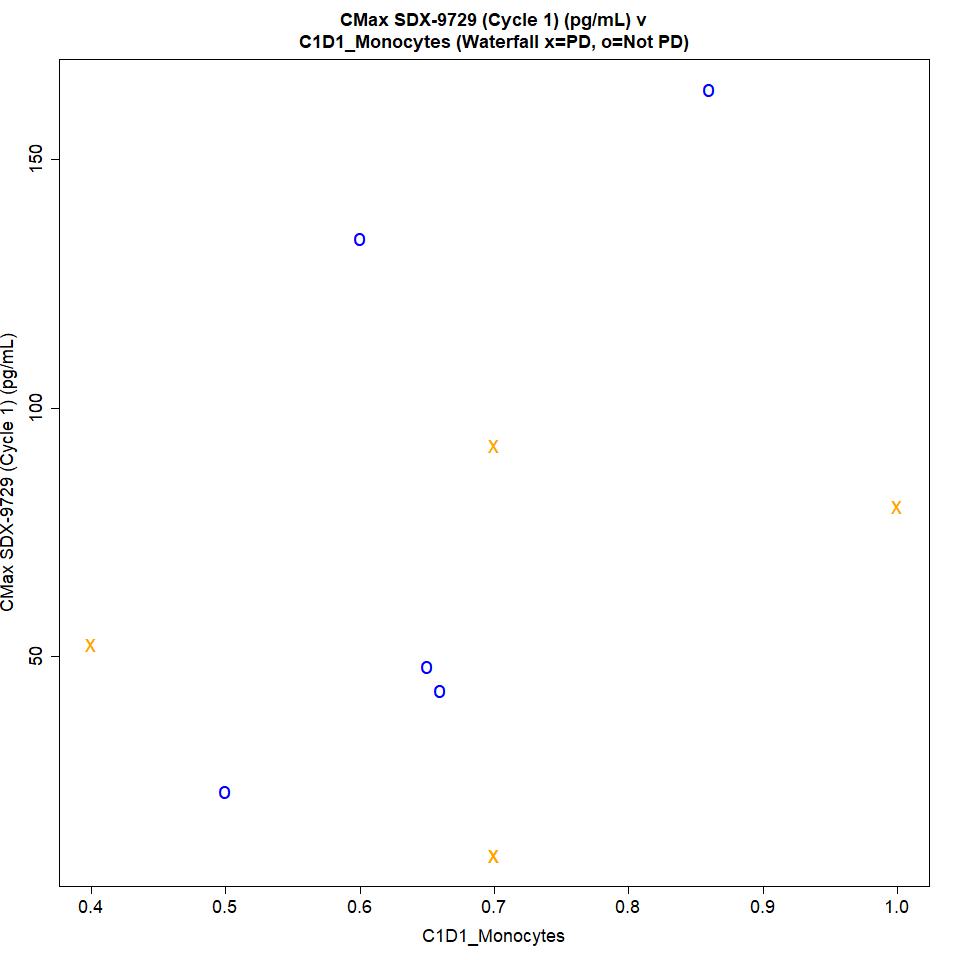 CMax SDX-9729 (Cycle 1) (pg/mL) v
C1D1_Monocytes (Waterfall x=PD, o=Not PD)
CMax SDX-9729 (Cycle 1) (pg/mL)
150
100
50
O
O
X
X
X
O
O
O
X
0.4 0.5 0.6 0.7 0.8 0.9 1.0
C1D1_Monocytes